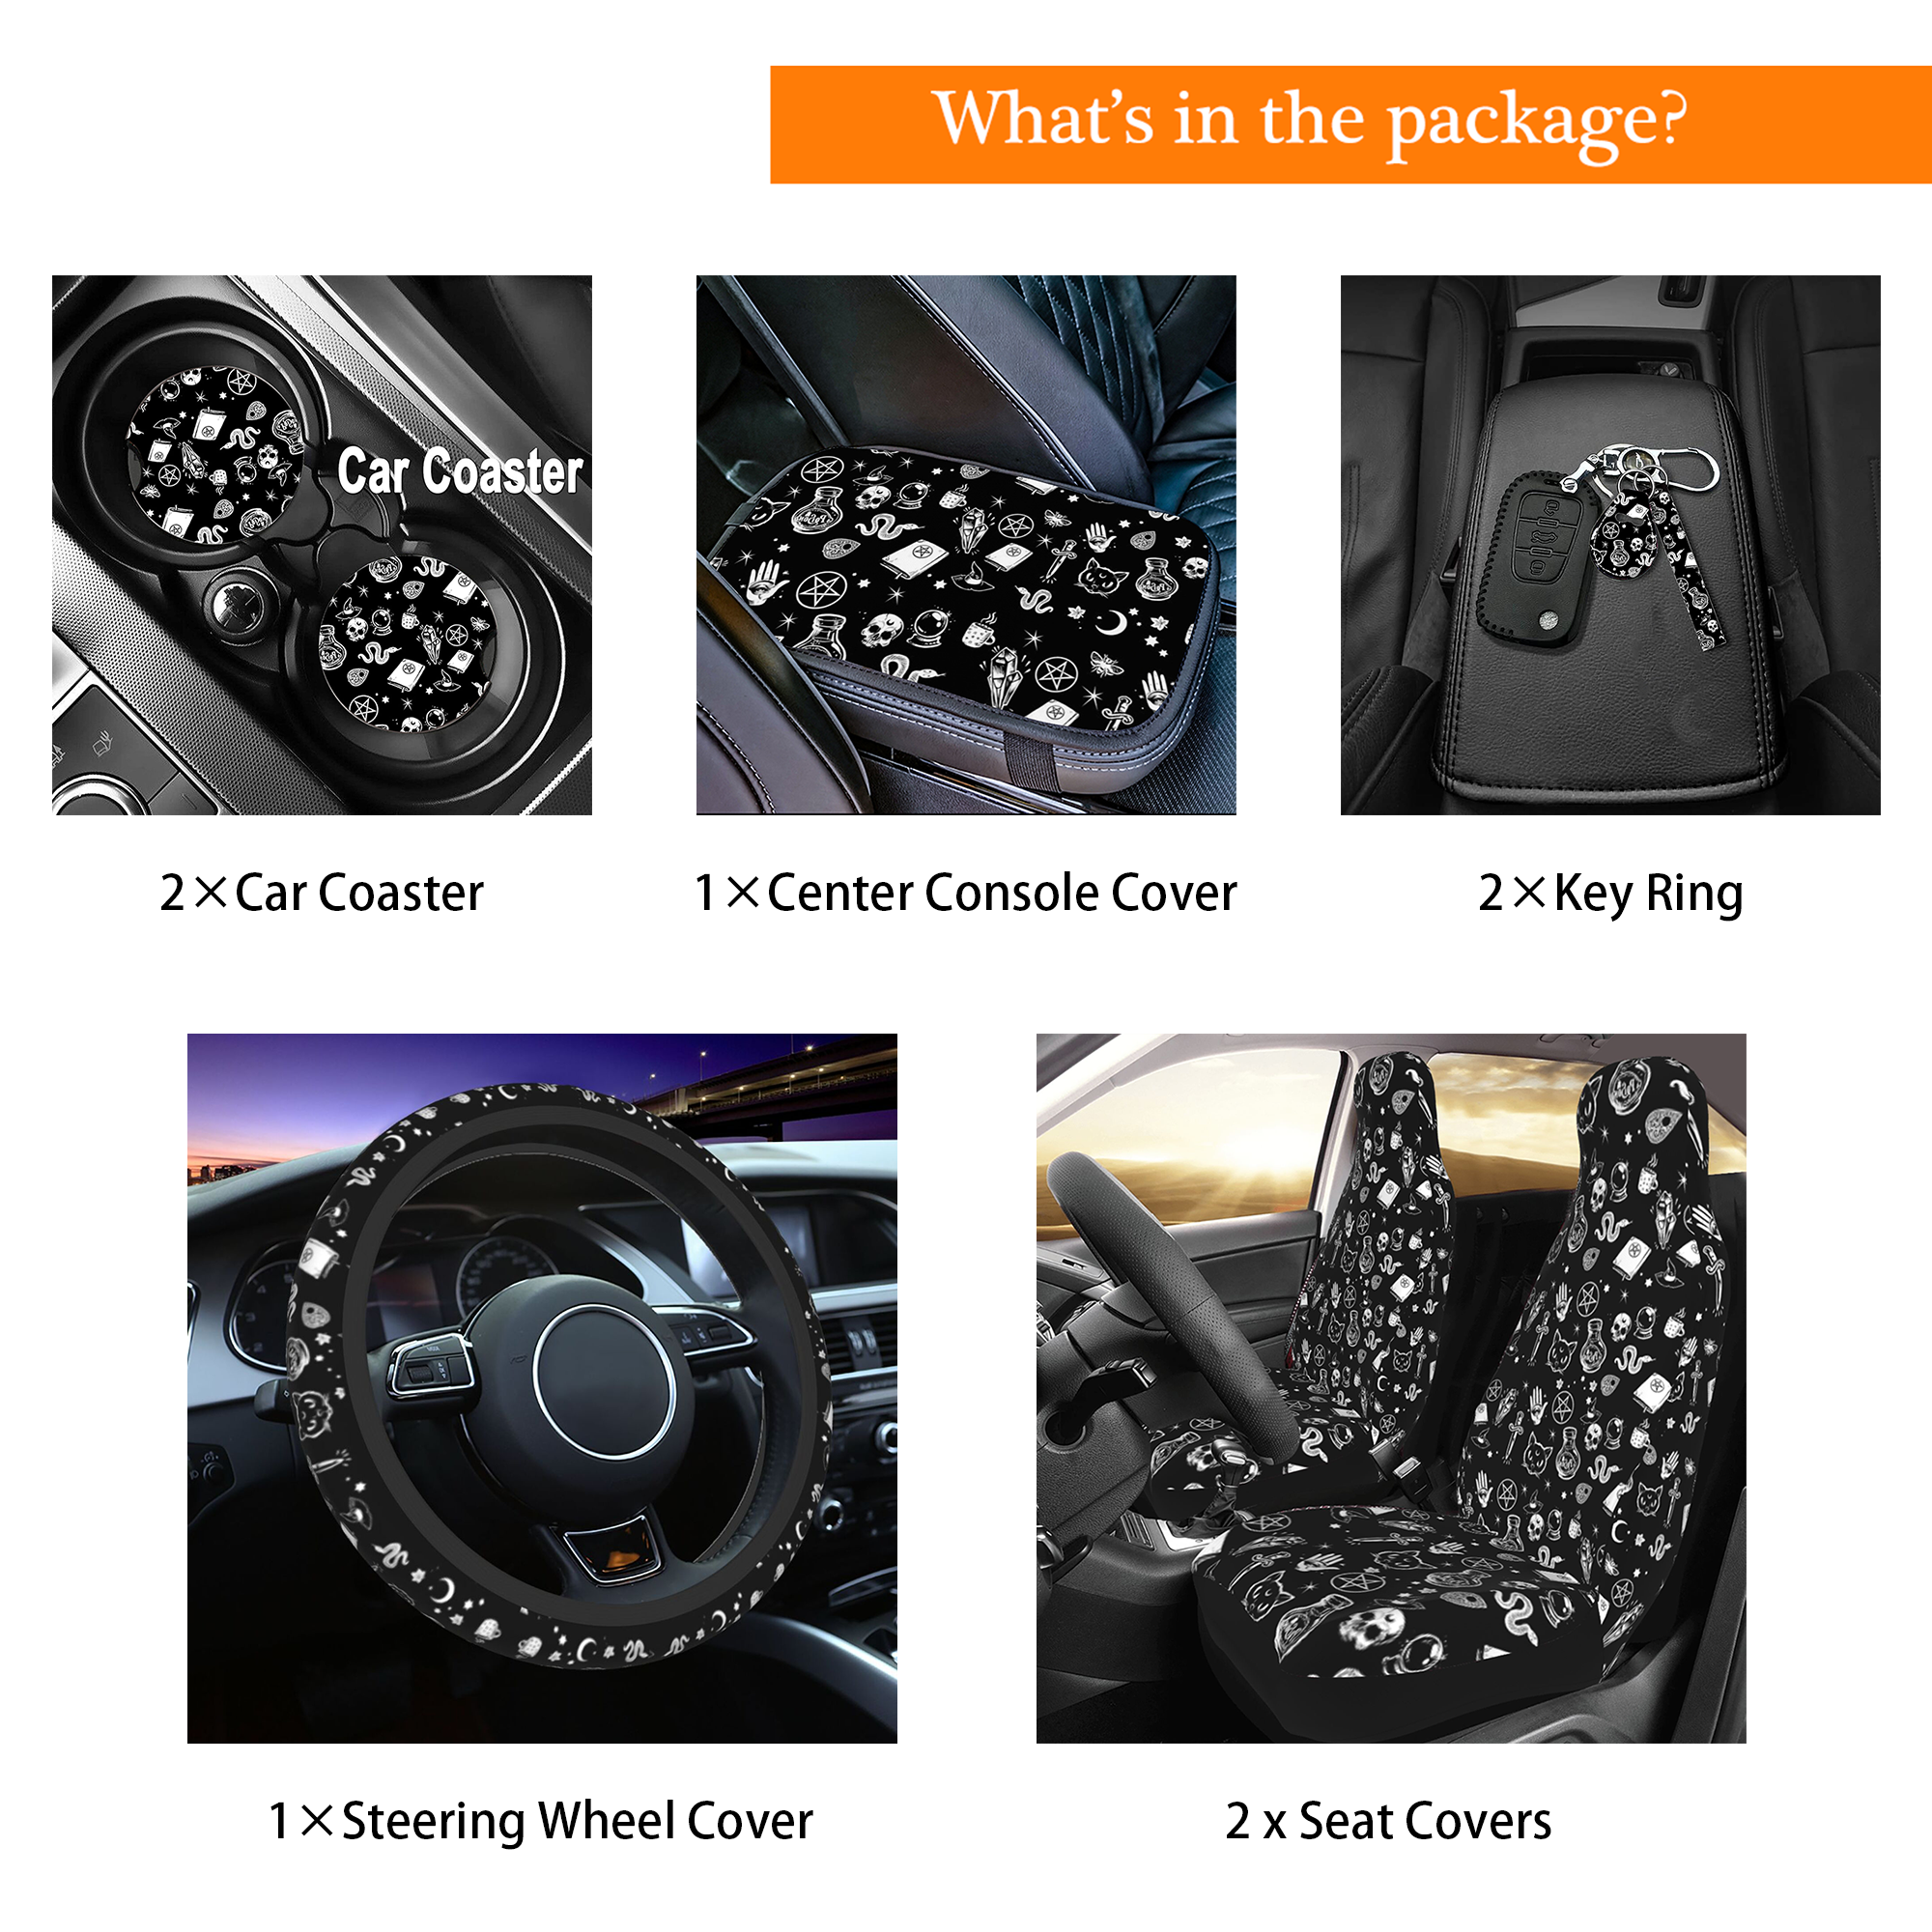 What's in the package?
Car Coaster
2×Car Coaster
1×Center Console Cover
2×Key Ring
1×Steering Wheel Cover
2 x Seat Covers